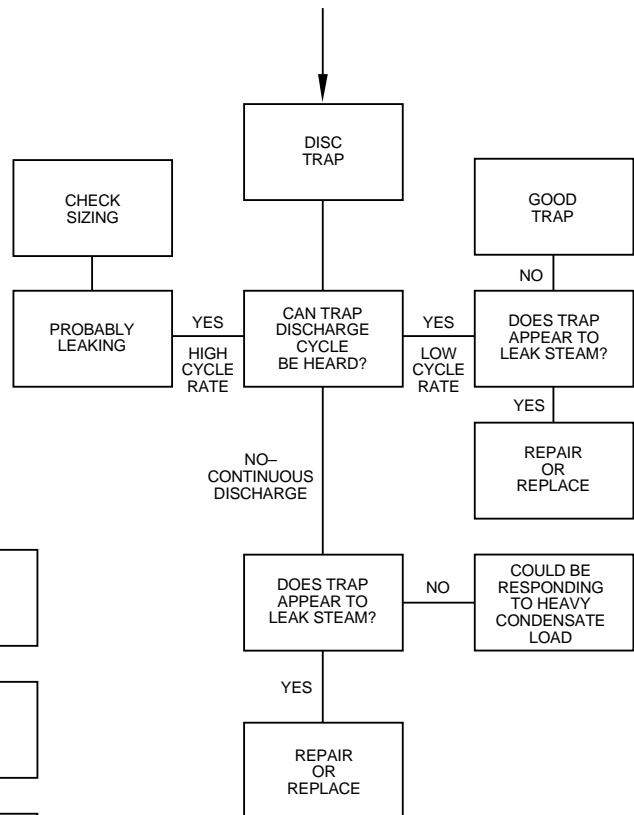 DISC
TRAP
CHECK
SIZING
GOOD
TRAP
NO
PROBABLY
LEAKING
YES
HIGH
CYCLE
RATE
CAN TRAP
DISCHARGE
CYCLE
BE HEARD?
YES
LOW
CYCLE
RATE
DOES TRAP
APPEAR TO
LEAK STEAM?
YES
REPAIR
OR
REPLACE
NO–
CONTINUOUS
DISCHARGE
DOES TRAP
APPEAR TO
LEAK STEAM?
NO
COULD BE
RESPONDING
TO HEAVY
CONDENSATE
LOAD
YES
REPAIR
OR
REPLACE